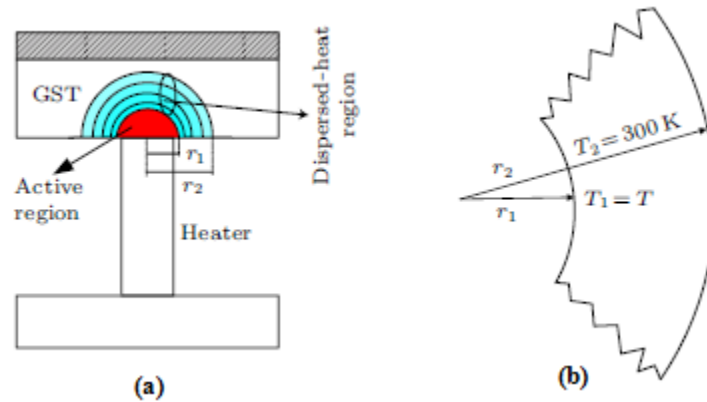 GST
Dispersed-heat
region
r₁
r₂
Active
region
Heater
(a)
T₂ = 300 K
r₂
T₁ = T
r₁
(b)